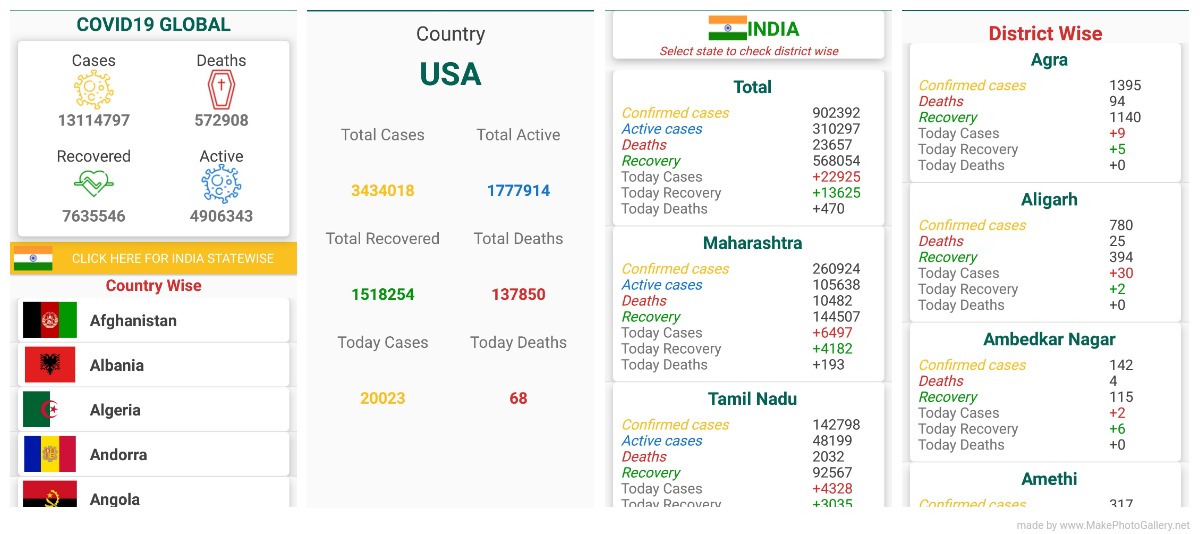 COVID19 GLOBAL
Cases Deaths
13114797 572908
Recovered Active
7635546 4906343
CLICK HERE FOR INDIA STATEWISE
Country Wise
Afghanistan
Albania
Algeria
Andorra
Angola
Country
USA
Total Cases Total Active
3434018 1777914
Total Recovered Total Deaths
1518254 137850
Today Cases Today Deaths
20023 68
INDIA
Select state to check district wise
Total
Confirmed cases 902392
Active cases 310297
Deaths 23657
Recovery 568054
Today Cases +22925
Today Recovery +13625
Today Deaths +470
Maharashtra
Confirmed cases 260924
Active cases 105638
Deaths 10482
Recovery 144507
Today Cases +6497
Today Recovery +4182
Today Deaths +193
Tamil Nadu
Confirmed cases 142798
Active cases 48199
Deaths 2032
Recovery 92567
Today Cases +4328
Today Recovery +3035
District Wise
Agra
Confirmed cases 1395
Deaths 94
Recovery 1140
Today Cases +9
Today Recovery +5
Today Deaths +0
Aligarh
Confirmed cases 780
Deaths 25
Recovery 394
Today Cases +30
Today Recovery +2
Today Deaths +0
Ambedkar Nagar
Confirmed cases 142
Deaths 4
Recovery 115
Today Cases +2
Today Recovery +6
Today Deaths +0
Amethi
Confirmed cases 317
made by www.MakePhotoGallery.net